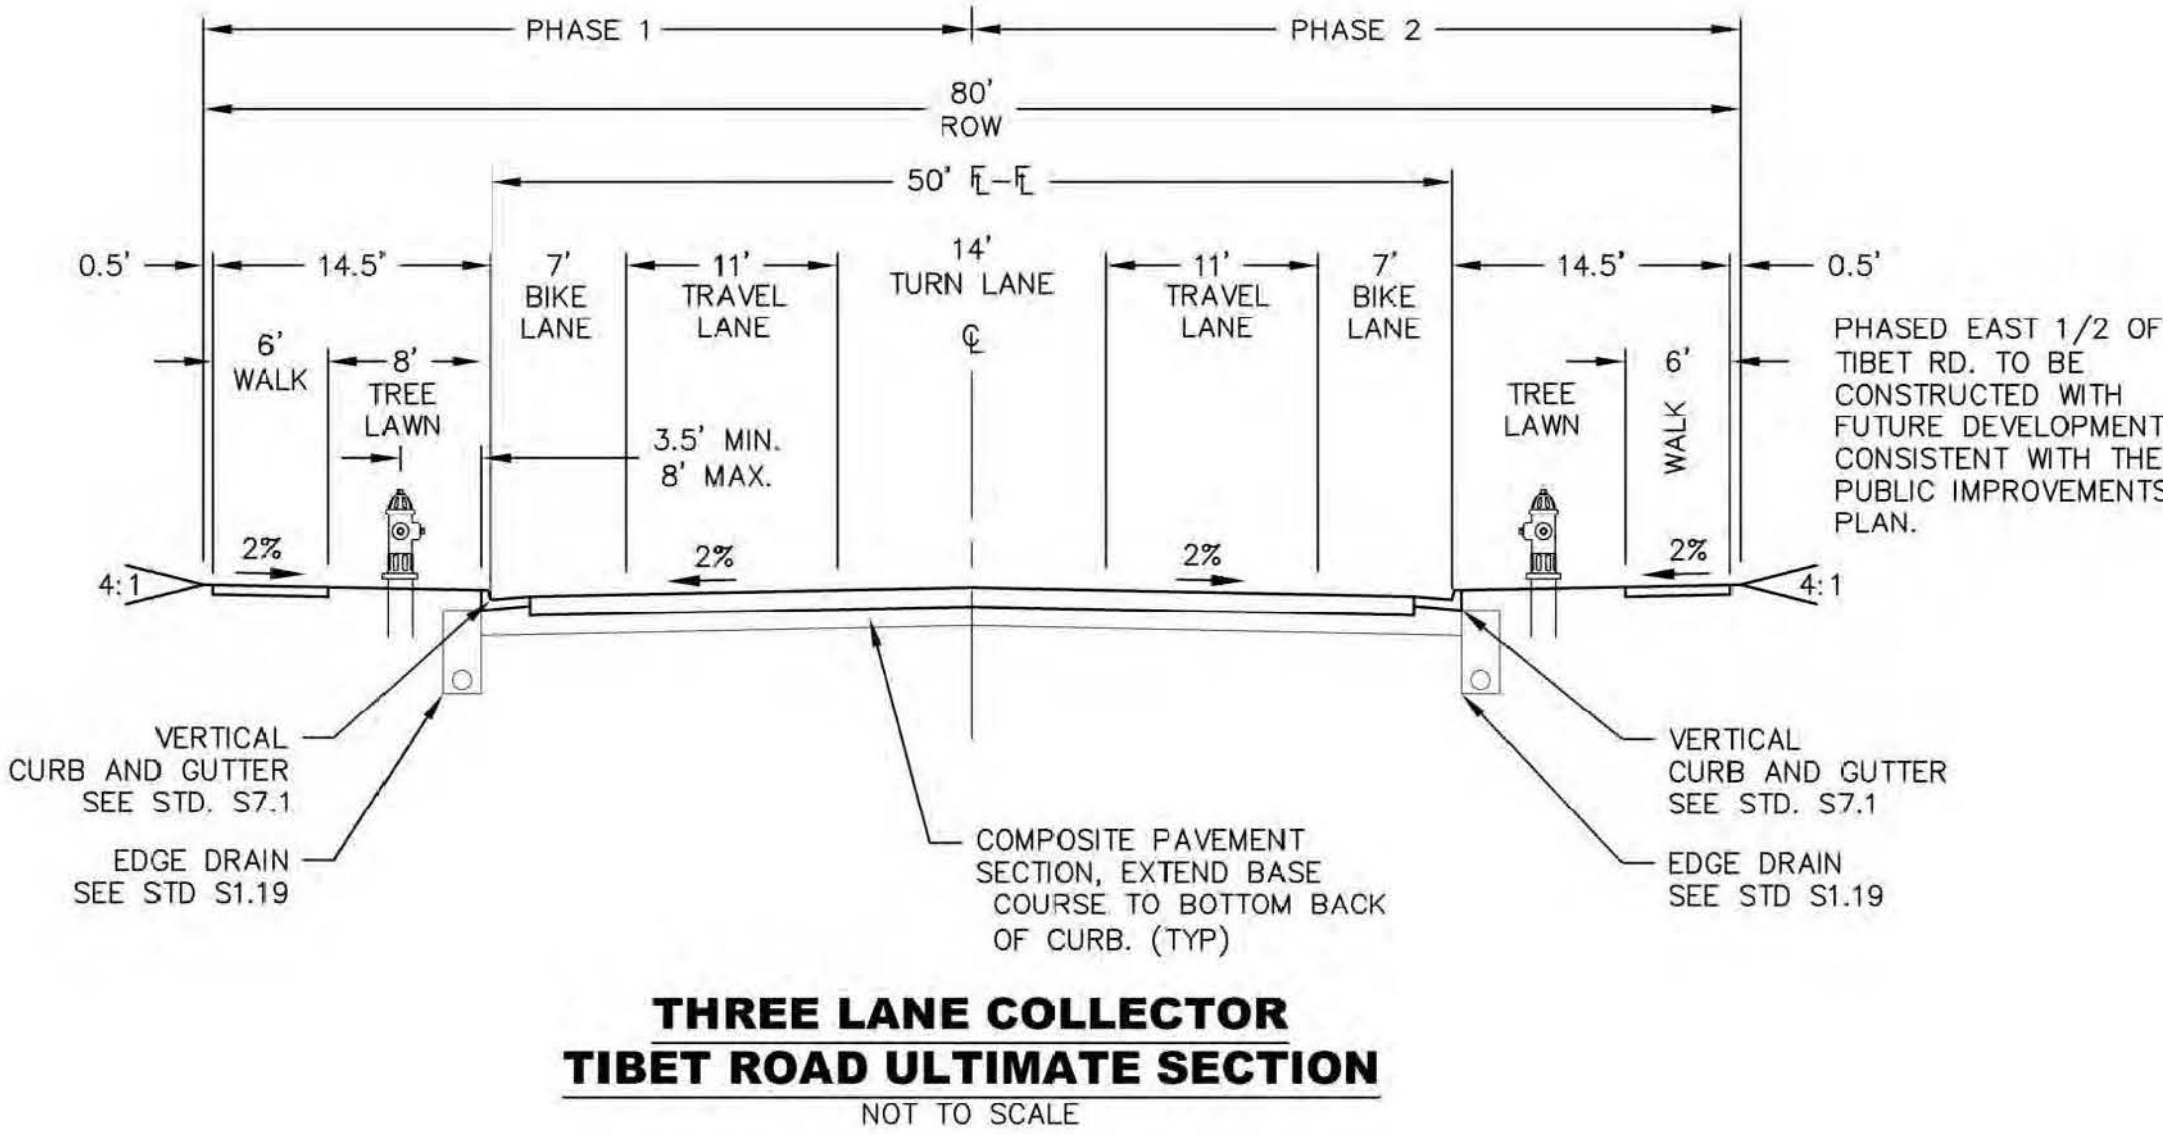 PHASE 1
PHASE 2
80'
ROW
50' FL-FL
0.5'
14.5'
7'
BIKE
LANE
11'
TRAVEL
LANE
14'
TURN LANE
CL
11'
TRAVEL
LANE
7'
BIKE
LANE
14.5'
0.5'
6'
WALK
8'
TREE
LAWN
3.5' MIN.
8' MAX.
TREE
LAWN
6'
WALK
PHASED EAST 1/2 OF
TIBET RD. TO BE
CONSTRUCTED WITH
FUTURE DEVELOPMENT
CONSISTENT WITH THE
PUBLIC IMPROVEMENTS
PLAN.
4:1
2%
2%
2%
2%
4:1
VERTICAL
CURB AND GUTTER
SEE STD. S7.1
EDGE DRAIN
SEE STD S1.19
COMPOSITE PAVEMENT
SECTION, EXTEND BASE
COURSE TO BOTTOM BACK
OF CURB. (TYP)
VERTICAL
CURB AND GUTTER
SEE STD. S7.1
EDGE DRAIN
SEE STD S1.19
THREE LANE COLLECTOR
TIBET ROAD ULTIMATE SECTION
NOT TO SCALE